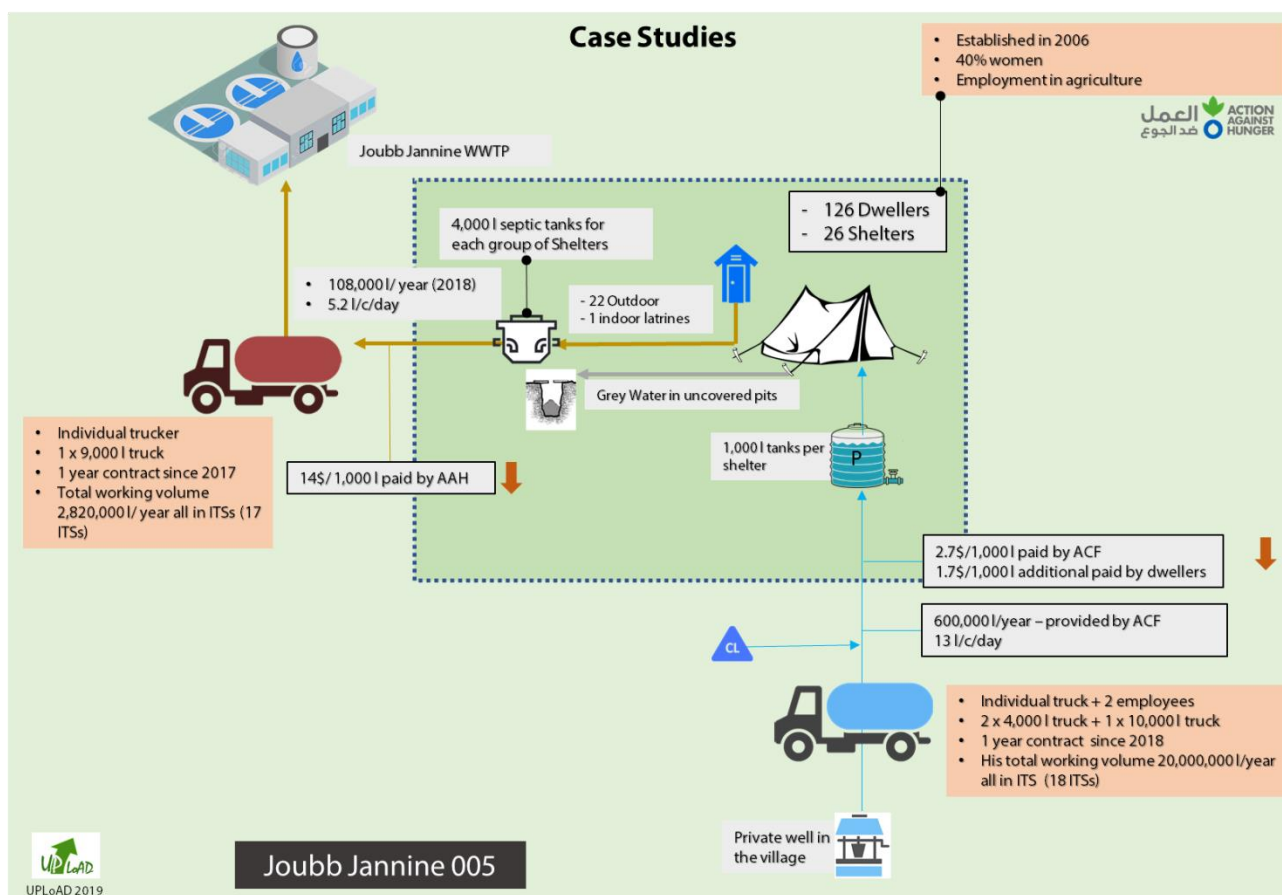 Case Studies
• Established in 2006
• 40% women
• Employment in agriculture
العمل
ضد الجوع
ACTION
AGAINST
HUNGER
Joubb Jannine WWTP
4,000 l septic tanks for
each group of Shelters
- 126 Dwellers
- 26 Shelters
• 108,000 l/ year (2018)
• 5.2 l/c/day
- 22 Outdoor
- 1 indoor latrines
Grey Water in uncovered pits
• Individual trucker
• 1 x 9,000 l truck
• 1 year contract since 2017
• Total working volume
2,820,000 l/ year all in ITSs (17
ITSs)
14$/ 1,000 l paid by AAH
1,000 l tanks per
shelter
P
2.7$/1,000 l paid by ACF
1.7$/1,000 l additional paid by dwellers
600,000 l/year – provided by ACF
13 l/c/day
CL
• Individual truck + 2 employees
• 2 x 4,000 l truck + 1 x 10,000 l truck
• 1 year contract since 2018
• His total working volume 20,000,000 l/year
all in ITS (18 ITSs)
Private well in
the village
UPLoAD
UPLoAD 2019
Joubb Jannine 005